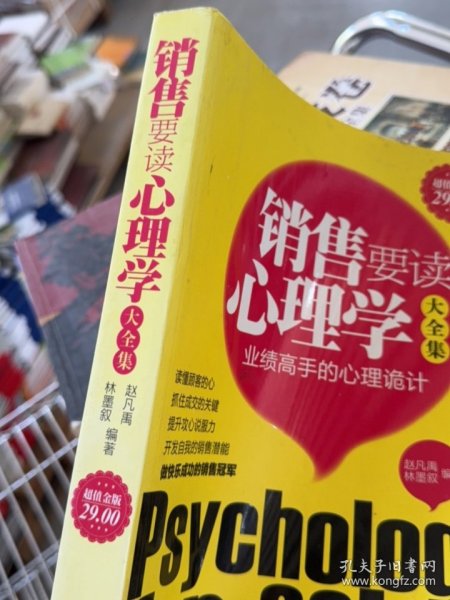 销售要读心理学大全集
赵凡禹
林墨叙 编著
超值金版
29.00
超值
29
销售要读
心理学大全集
业绩高手的心理诡计
读懂顾客的心
抓住成交的关键
提升攻心说服力
开发自我的销售潜能
做快乐成功的销售冠军
赵凡禹
林墨叙 编
Psycholo
孔夫子旧书网
www.kongfz.com